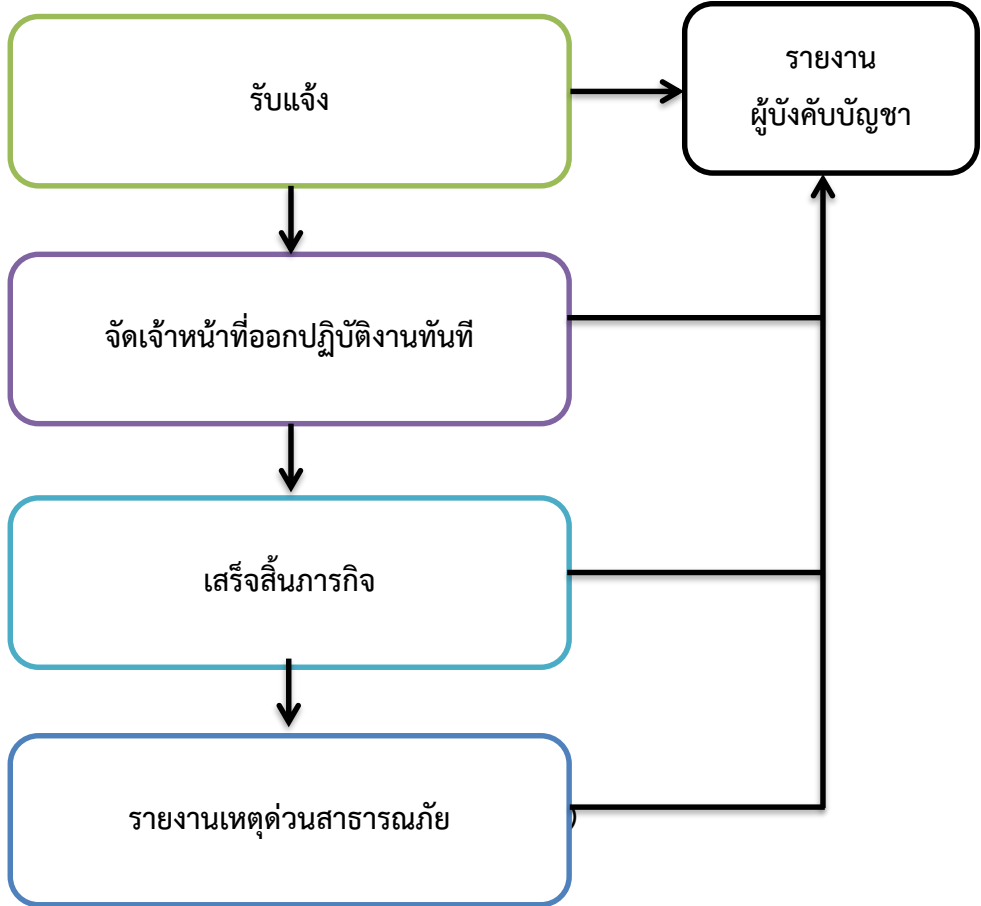 รับแจ้ง
รายงาน
ผู้บังคับบัญชา
จัดเจ้าหน้าที่ออกปฏิบัติงานทันที
เสร็จสิ้นภารกิจ
รายงานเหตุด่วนสาธารณภัย
)